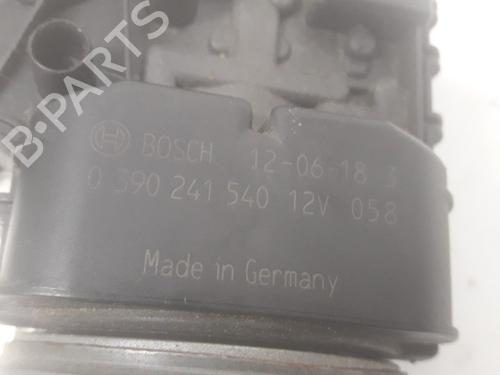 B-PARTS
BOSCH 12-06-18 3
0 390 241 540 12V 058
Made in Germany